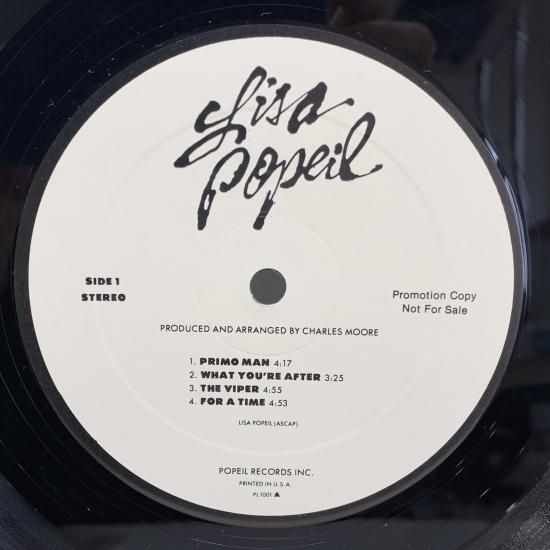 Lisa
Popeil
SIDE 1
STEREO
Promotion Copy
Not For Sale
PRODUCED AND ARRANGED BY CHARLES MOORE
1. PRIMO MAN 4:17
2. WHAT YOU'RE AFTER 3:25
3. THE VIPER 4:55
4. FOR A TIME 4:53
LISA POPEIL (ASCAP)
POPEIL RECORDS INC.
PRINTED IN U.S.A.
PL 1001 A